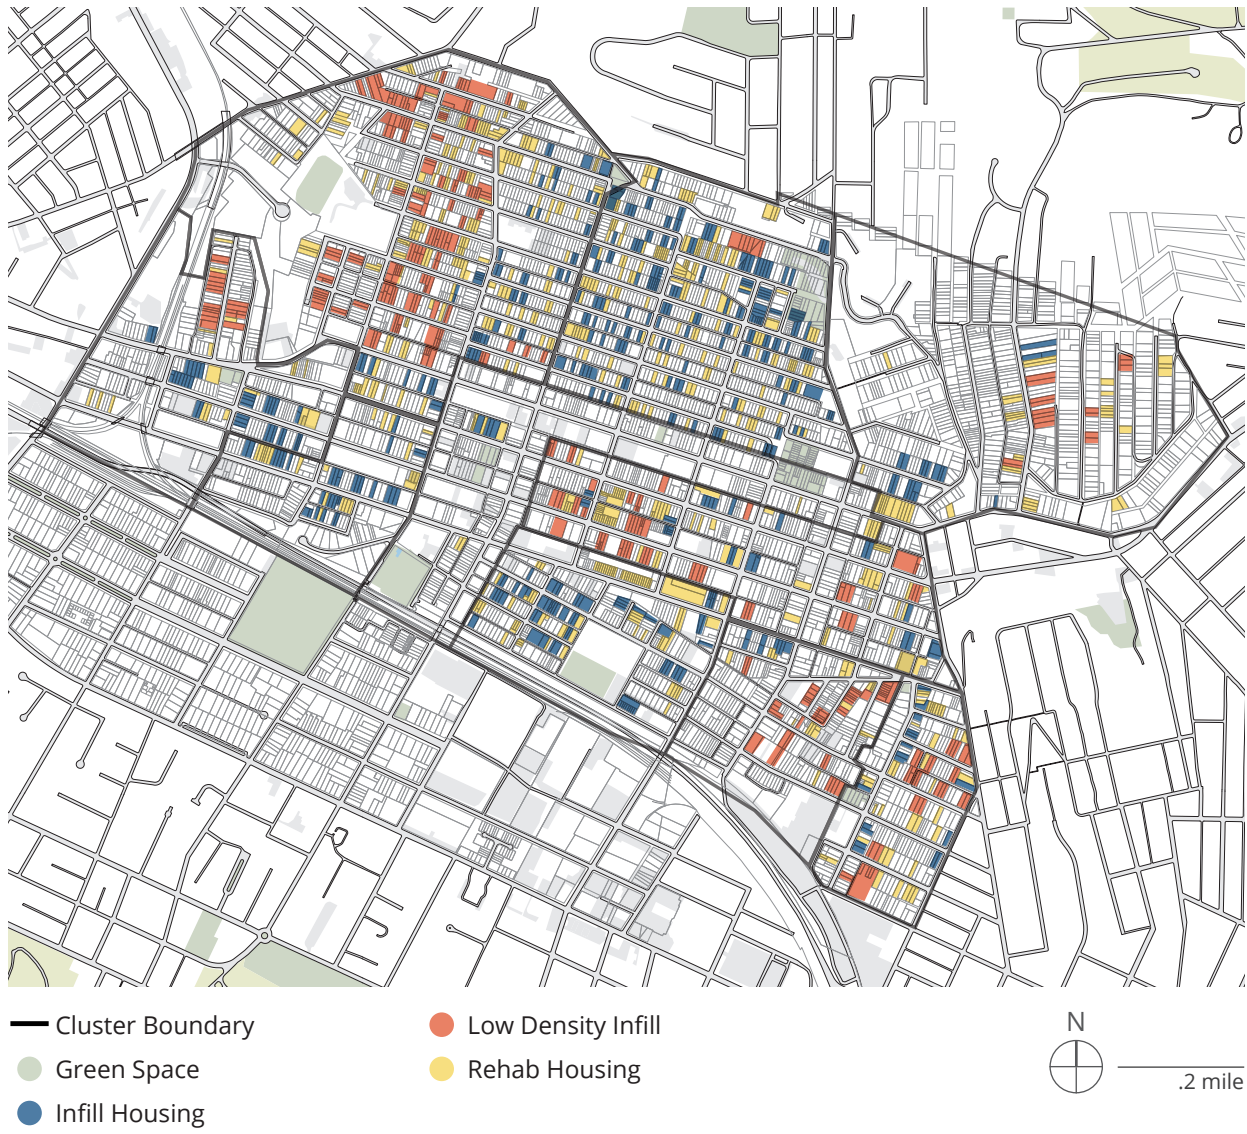 Cluster Boundary
Green Space
Infill Housing
Low Density Infill
Rehab Housing
N
.2 mile